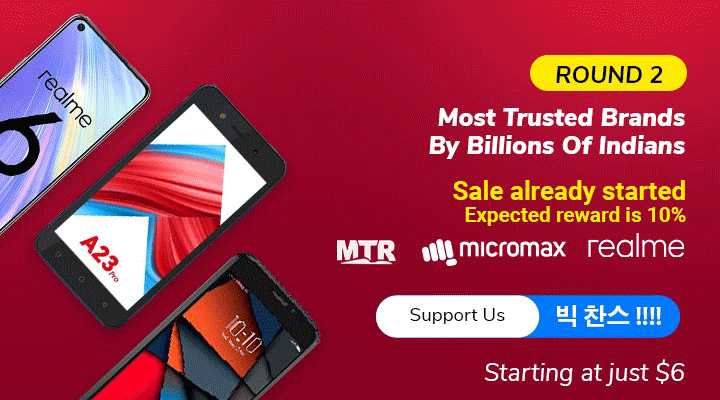 realme
6
A23 Pro
10:10
ROUND 2
Most Trusted Brands
By Billions Of Indians
Sale already started
Expected reward is 10%
MTR micromax realme
Support Us 빅 찬스 !!!!
Starting at just $6